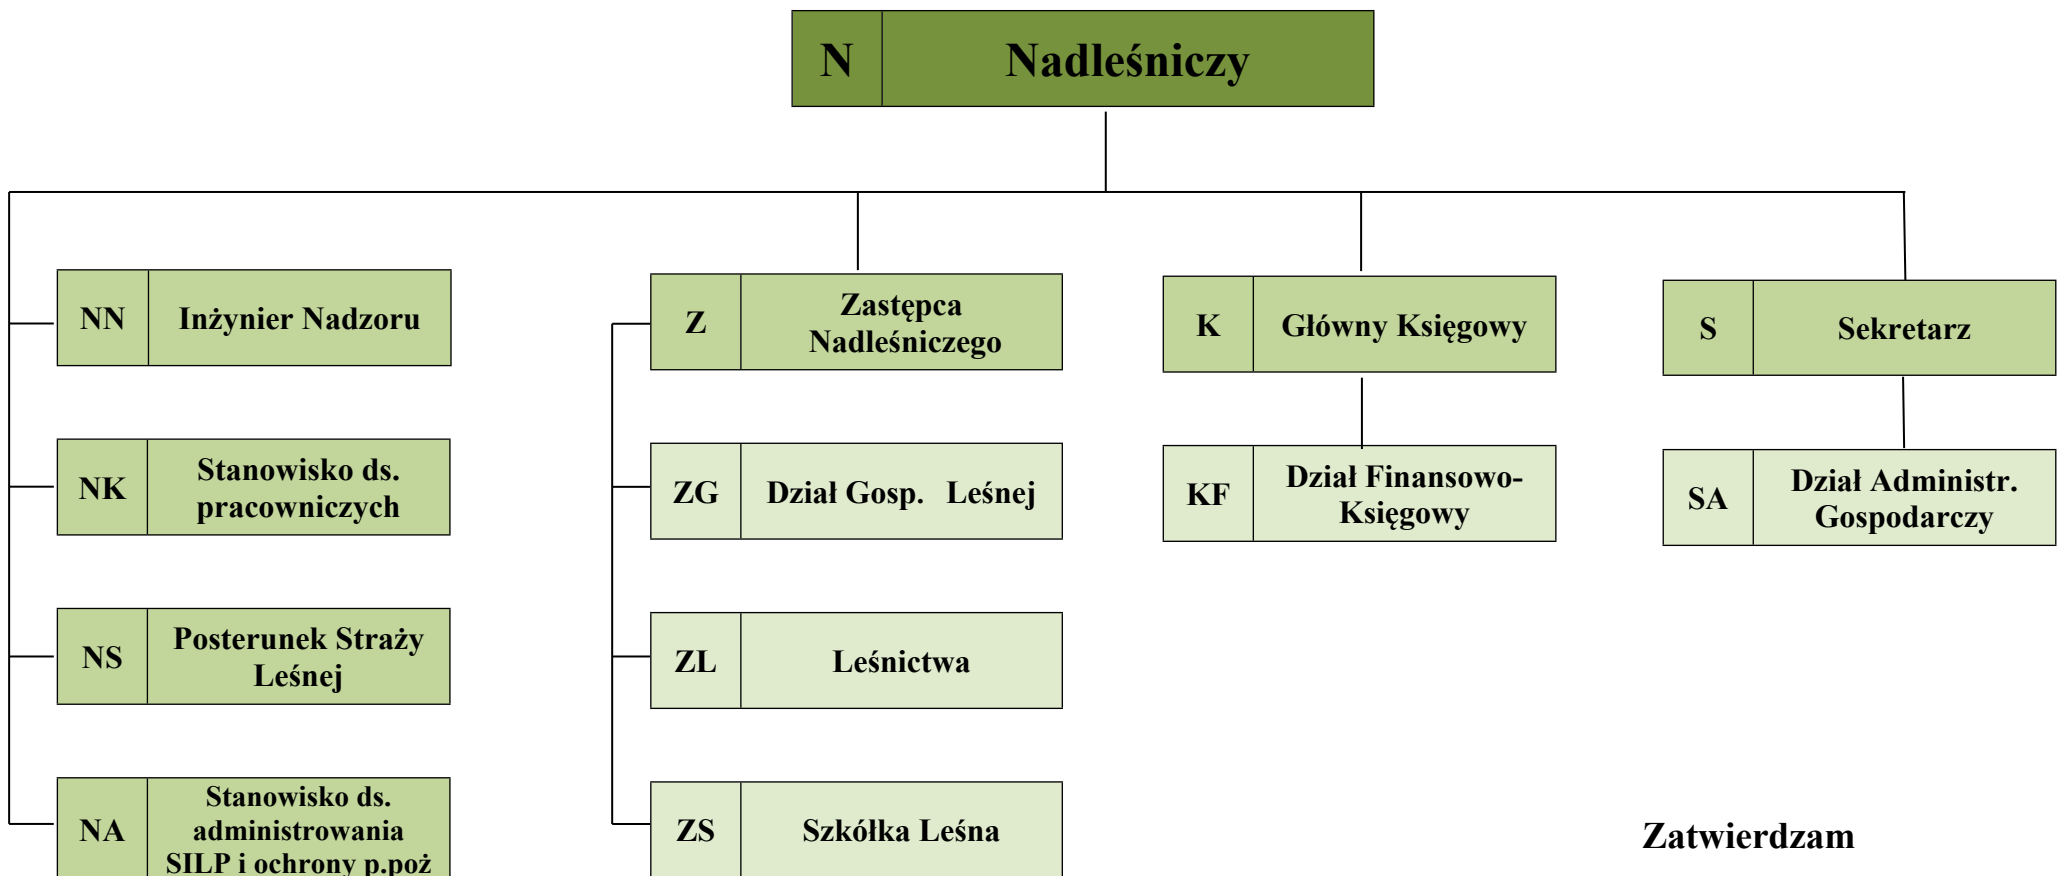 N Nadleśniczy
NN Inżynier Nadzoru
NK Stanowisko ds.
pracowniczych
NS Posterunek Straży
Leśnej
NA Stanowisko ds.
administrowania
SILP i ochrony p.poż
Z Zastępca
Nadleśniczego
ZG Dział Gosp. Leśnej
ZL Leśnictwa
ZS Szkółka Leśna
K Główny Księgowy
KF Dział Finansowo-
Księgowy
S Sekretarz
SA Dział Administr.
Gospodarczy
Zatwierdzam